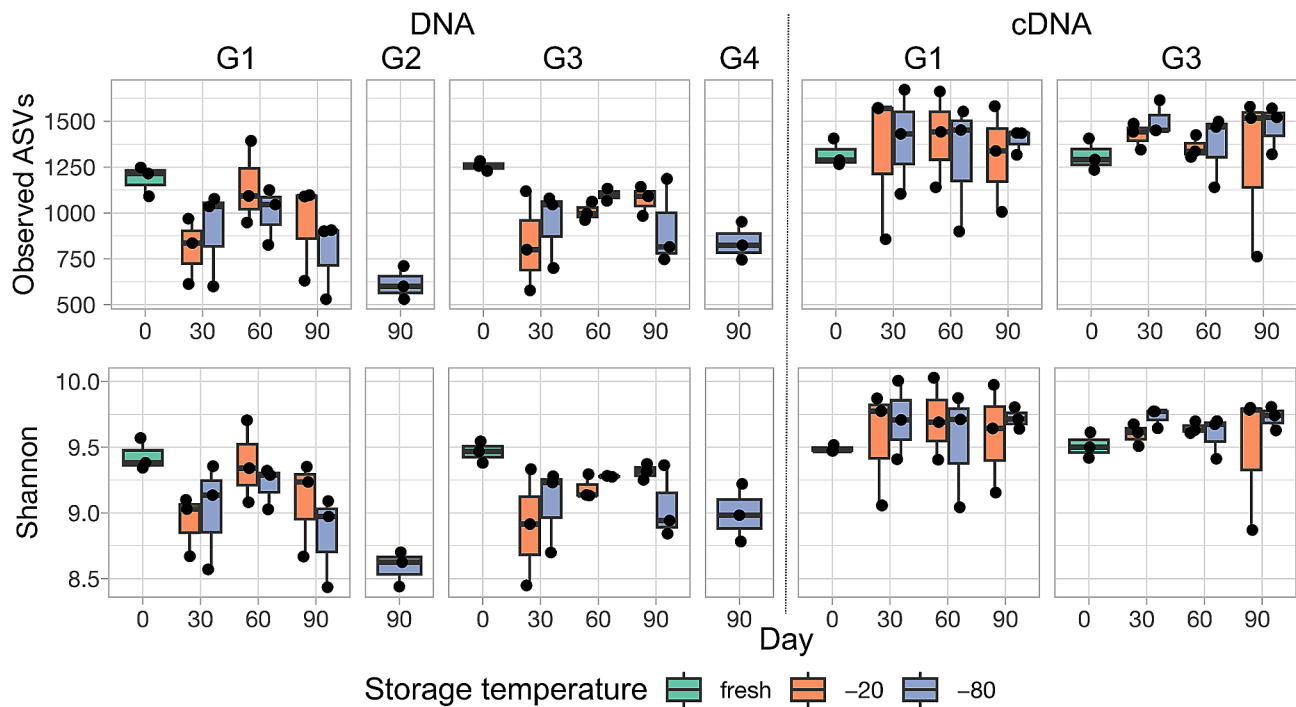 DNA cDNA
G1 G2 G3 G4 G1 G3
Observed ASVs
1500
1250
1000
750
500
0 30 60 90 90 0 30 60 90 90 0 30 60 90 0 30 60 90
Shannon
10.0
9.5
9.0
8.5
0 30 60 90 90 0 30 60 90 90 0 30 60 90 0 30 60 90
Day
Storage temperature fresh −20 −80